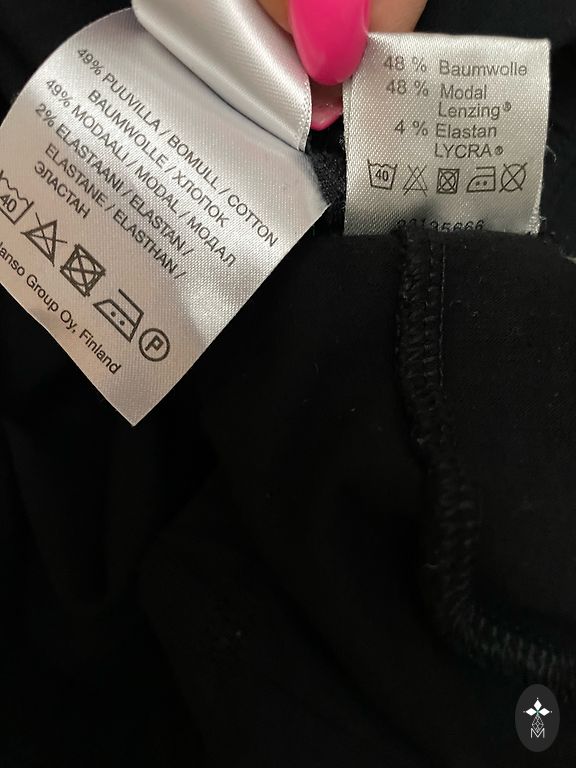 49% PUUVILLA / BOMULL / COTTON
BAUMWOLLE / ХЛОПОК
49% MODAALI / MODAL / МОДАЛ
2% ELASTAANI / ELASTAN /
ELASTANE / ELASTHAN /
ЭЛАСТАН
40
P
Group Oy, Finland
48 % Baumwolle
48 % Modal
Lenzing®
4 % Elastan
LYCRA®
40
M